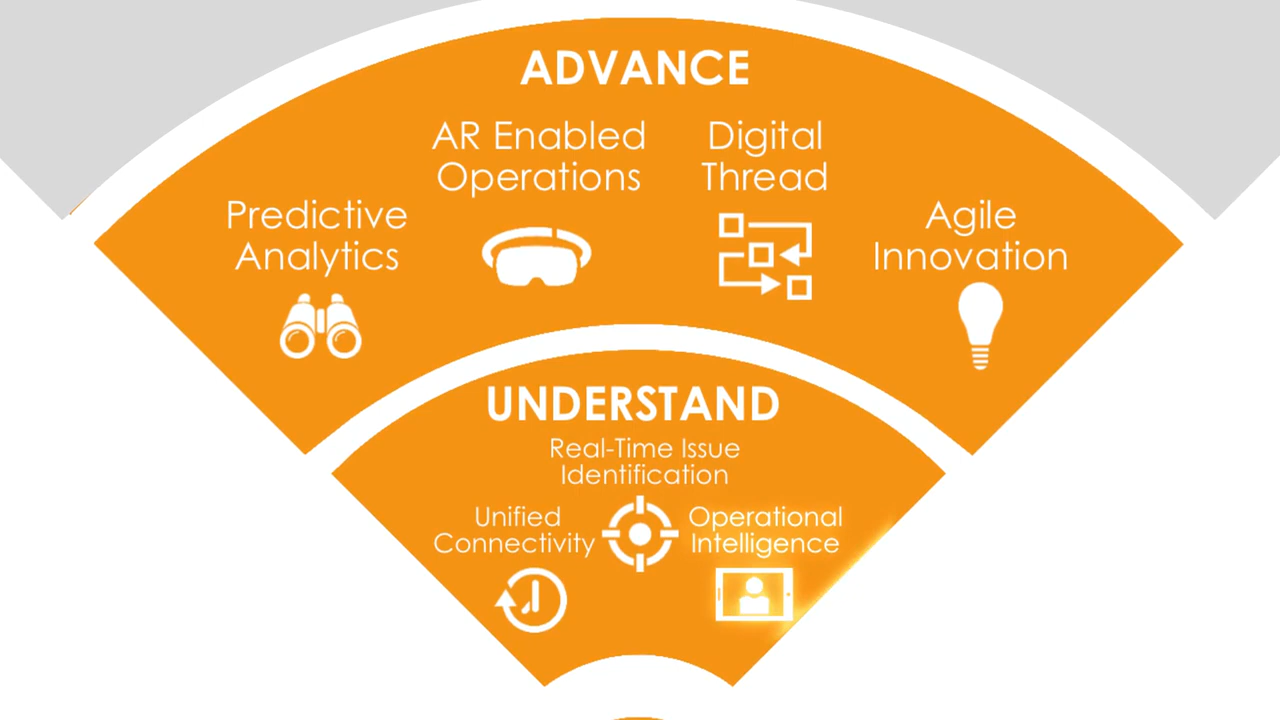 ADVANCE
AR Enabled
Operations
Digital
Thread
Predictive
Analytics
Agile
Innovation
UNDERSTAND
Real-Time Issue
Identification
Unified
Connectivity
Operational
Intelligence